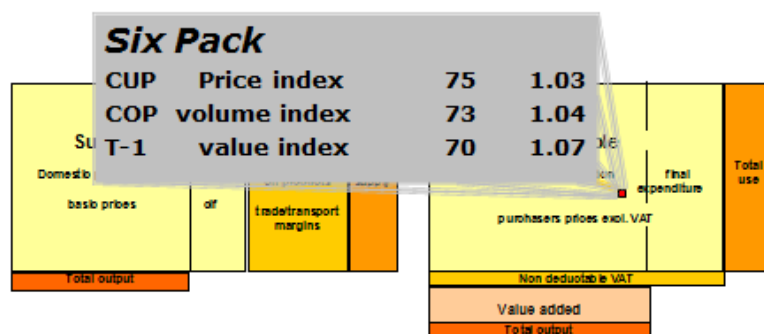 Six Pack
CUP Price index 75 1.03
COP volume index 73 1.04
T-1 value index 70 1.07
Su
Domestic
basic prices
cif
trade/transport
margins
final
expenditure
purchasers prices excl. VAT
Total
use
Total output
Non deductable VAT
Value added
Total output